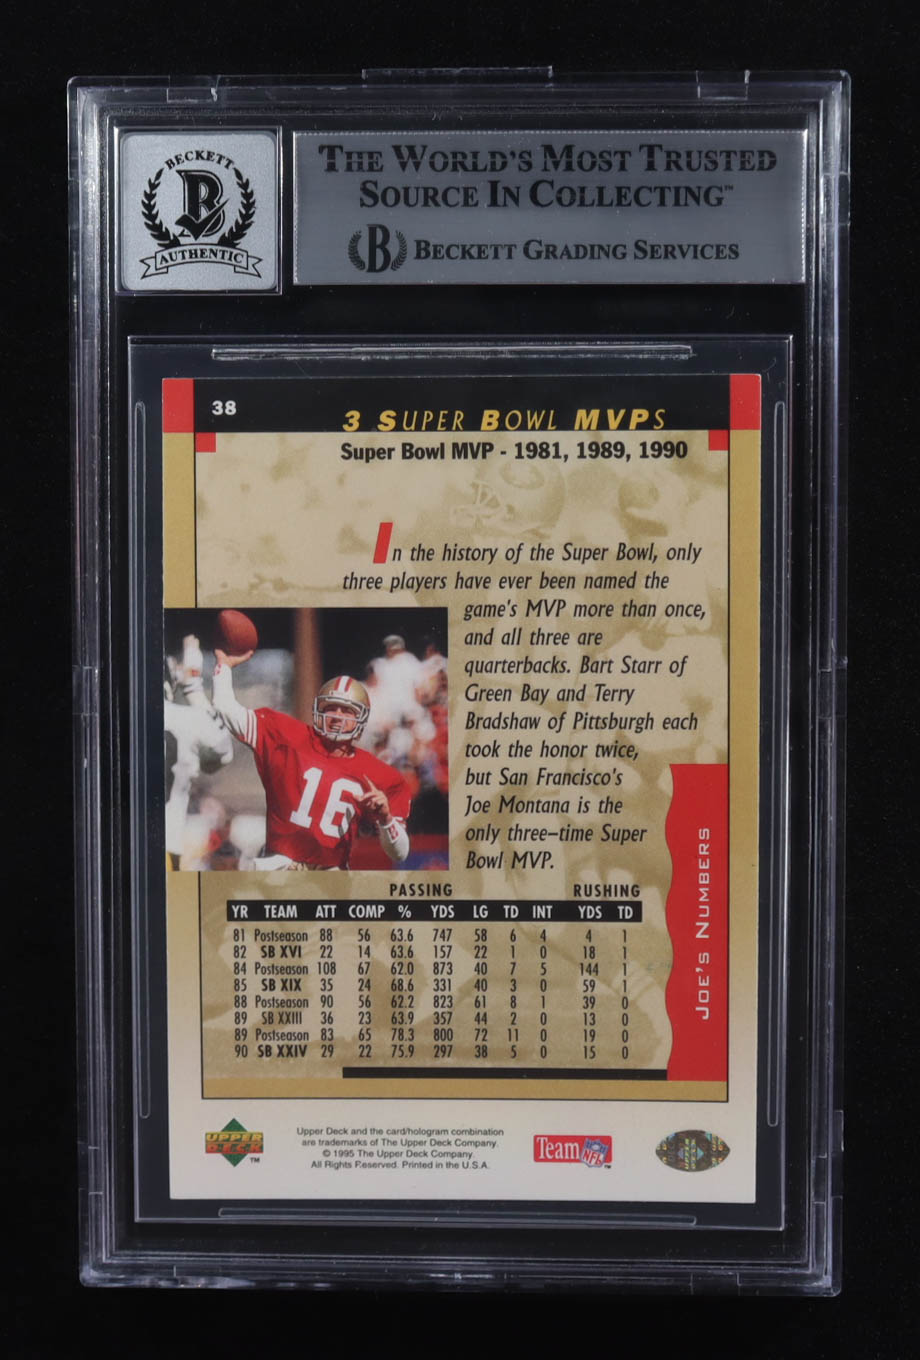 BECKETT
B
AUTHENTIC
THE WORLD'S MOST TRUSTED
SOURCE IN COLLECTING™
B BECKETT GRADING SERVICES
38
3 SUPER BOWL MVPS
Super Bowl MVP - 1981, 1989, 1990
In the history of the Super Bowl, only
three players have ever been named the
game's MVP more than once,
and all three are
quarterbacks. Bart Starr of
Green Bay and Terry
Bradshaw of Pittsburgh each
took the honor twice,
but San Francisco's
Joe Montana is the
only three-time Super
Bowl MVP.
16
JOE'S NUMBERS
PASSING RUSHING
YR TEAM ATT COMP % YDS LG TD INT YDS TD
81 Postseason 88 56 63.6 747 58 6 4 4 1
82 SB XVI 22 14 63.6 157 22 1 0 18 1
84 Postseason 108 67 62.0 873 40 7 5 144 1
85 SB XIX 35 24 68.6 331 40 3 0 59 1
88 Postseason 90 56 62.2 823 61 8 1 39 0
89 SB XXIII 36 23 63.9 357 44 2 0 13 0
89 Postseason 83 65 78.3 800 72 11 0 19 0
90 SB XXIV 29 22 75.9 297 38 5 0 15 0
UPPER
DECK™
Upper Deck and the card/hologram combination
are trademarks of The Upper Deck Company.
© 1995 The Upper Deck Company.
All Rights Reserved. Printed in the U.S.A.
Team NFL™
UPPER
DECK